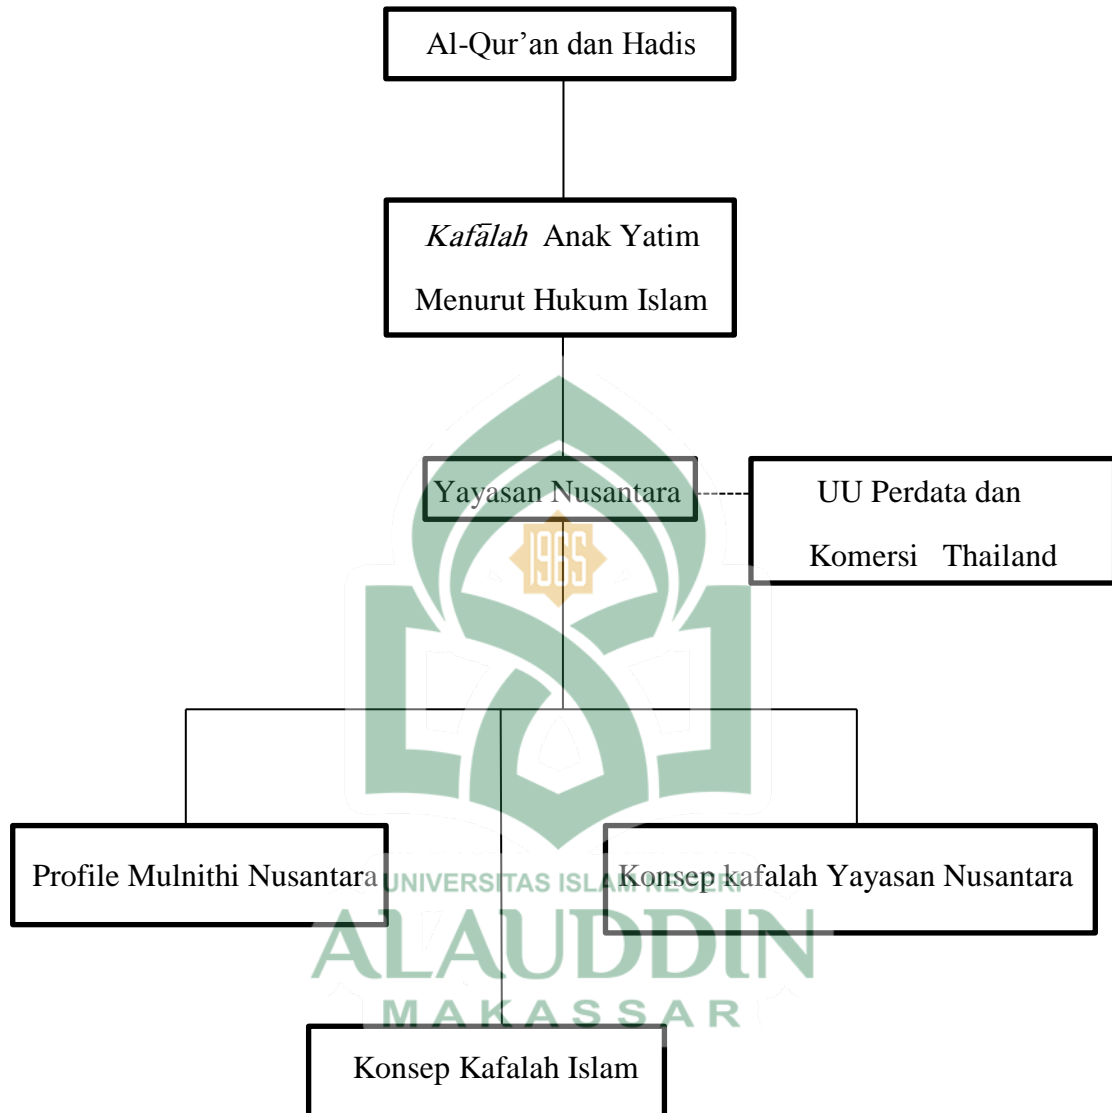 Al-Qur’an dan Hadis
Kafālah Anak Yatim
Menurut Hukum Islam
Yayasan Nusantara
UU Perdata dan
Komersi Thailand
1965
Profile Mulnithi Nusantara
Konsep kafalah Yayasan Nusantara
UNIVERSITAS ISLAM NEGERI
ALAUDDIN
MAKASSAR
Konsep Kafalah Islam